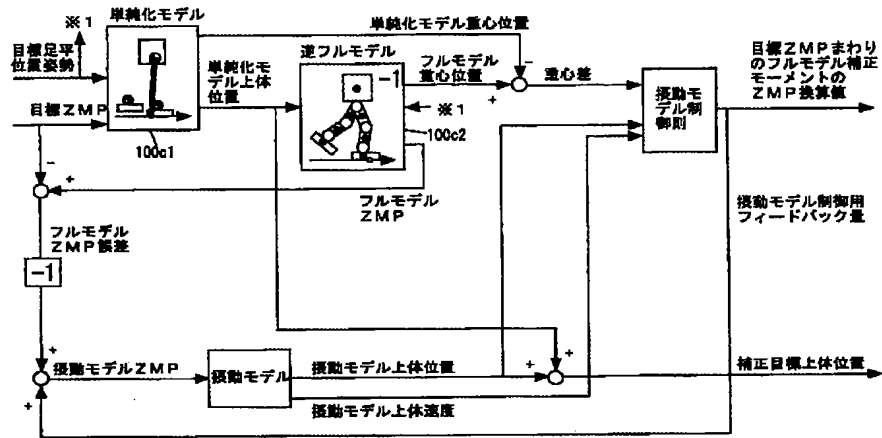 ※1
単純化モデル
単純化モデル重心位置
目標足平
位置姿勢
目標ZMP
100c1
単純化モ
デル上体
位置
逆フルモデル
-1
100c2
フルモデル
重心位置
※1
-
+
重心差
摂動モ
デル制
御則
目標ZMPまわり
のフルモデル補正
モーメントの
ZMP換算値
-
+
フルモデル
ZMP
摂動モデル制御用
フィードバック量
フルモデル
ZMP誤差
-1
+
+
摂動モデルZMP
摂動モデル
摂動モデル上体位置
+
+
補正目標上体位置
摂動モデル上体速度